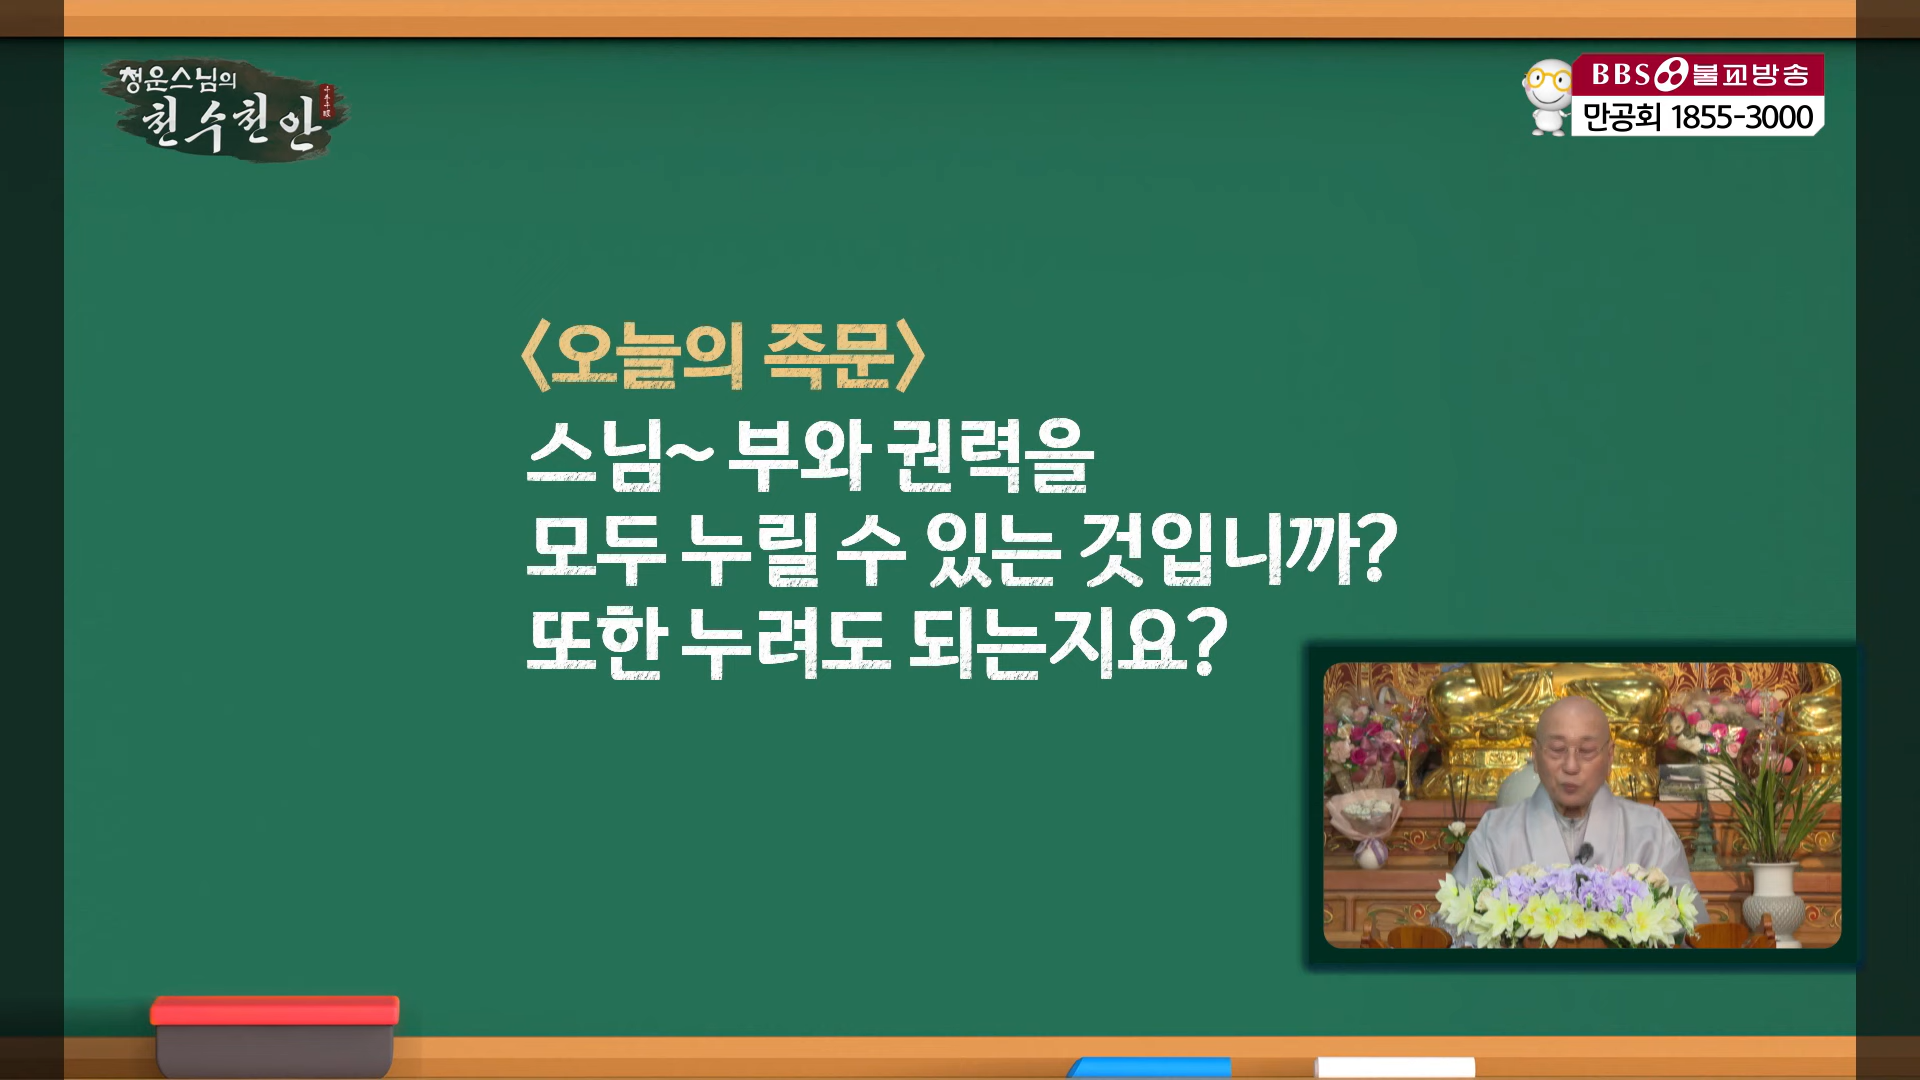 청운스님의
천수천안
BBS 불교방송
만공회 1855-3000
<오늘의 즉문>
스님~ 부와 권력을
모두 누릴 수 있는 것입니까?
또한 누려도 되는지요?